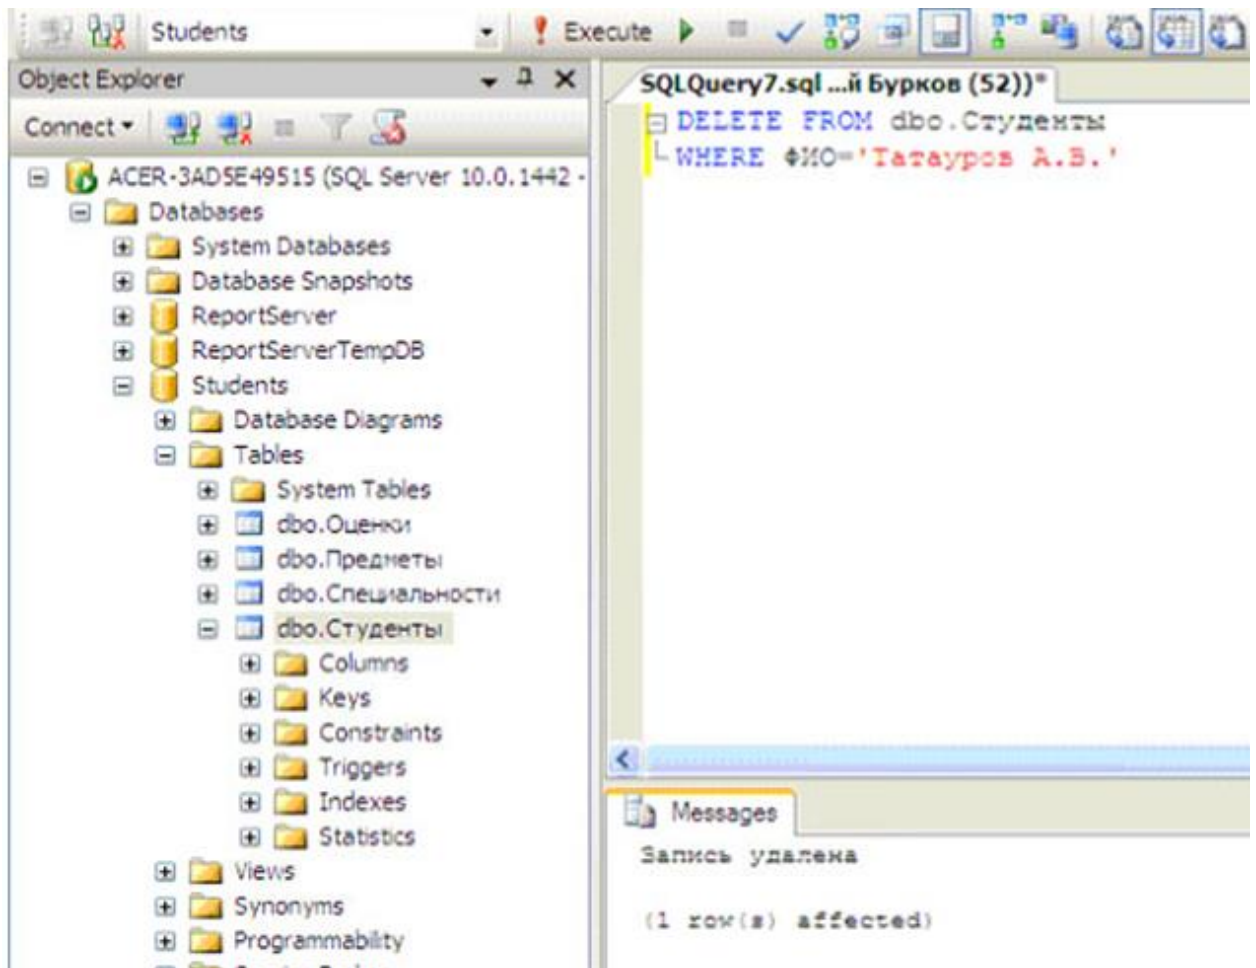 Students
Execute
Object Explorer
Connect
ACER-3AD5E49515 (SQL Server 10.0.1442 -
Databases
System Databases
Database Snapshots
ReportServer
ReportServerTempDB
Students
Database Diagrams
Tables
System Tables
dbo.Оценки
dbo.Предметы
dbo.Специальности
dbo.Студенты
Columns
Keys
Constraints
Triggers
Indexes
Statistics
Views
Synonyms
Programmability
SQLQuery7.sql ...й Бурков (52))*
DELETE FROM dbo.Студенты
WHERE ФИО='Татауров А.В.'
Messages
Запись удалена
(1 row(s) affected)